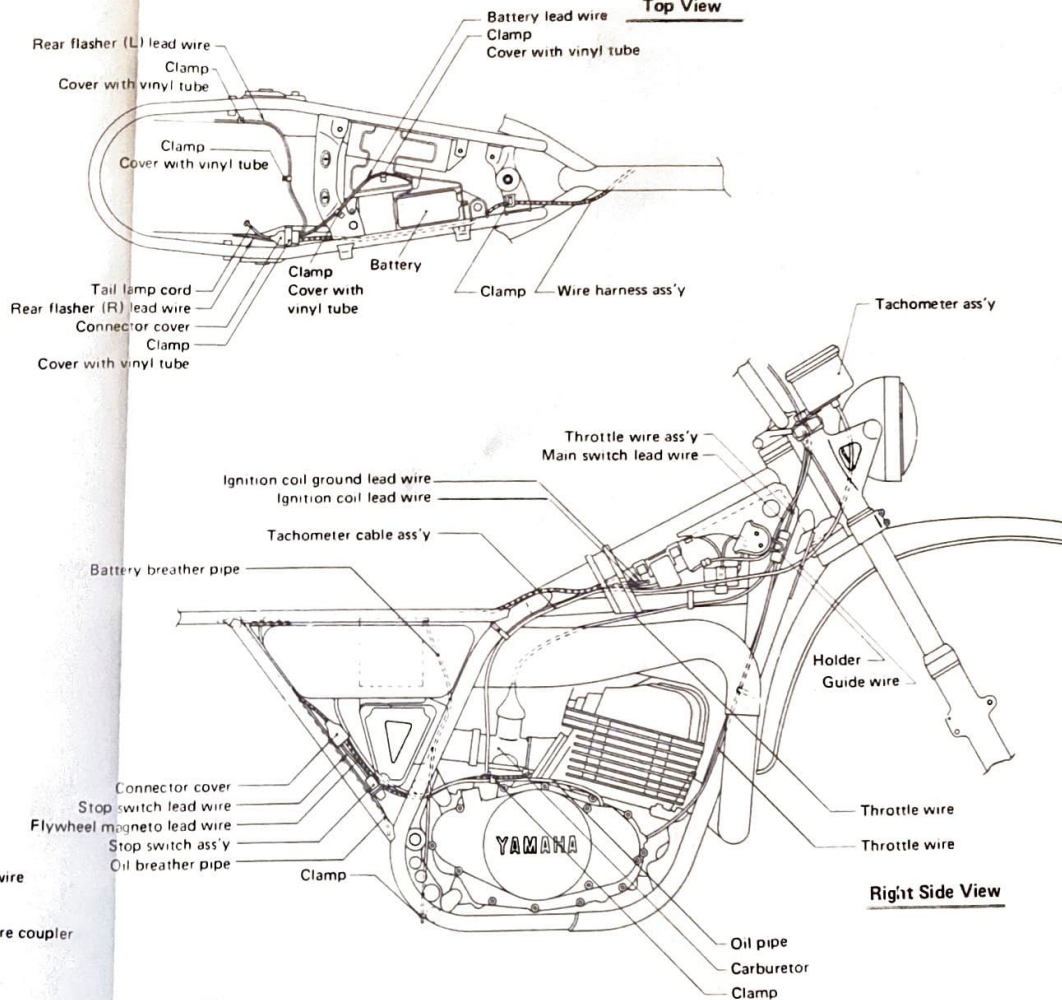 Top View
Battery lead wire
Clamp
Cover with vinyl tube
Rear flasher (L) lead wire
Clamp
Cover with vinyl tube
Clamp
Cover with vinyl tube
Clamp
Cover with
vinyl tube
Battery
Clamp
Wire harness ass'y
Tail lamp cord
Rear flasher (R) lead wire
Connector cover
Clamp
Cover with vinyl tube
Tachometer ass'y
Throttle wire ass'y
Main switch lead wire
Ignition coil ground lead wire
Ignition coil lead wire
Tachometer cable ass'y
Battery breather pipe
Holder
Guide wire
Connector cover
Stop switch lead wire
Flywheel magneto lead wire
Stop switch ass'y
Oil breather pipe
Clamp
YAMAHA
Throttle wire
Throttle wire
Right Side View
Oil pipe
Carburetor
Clamp
wire
re coupler